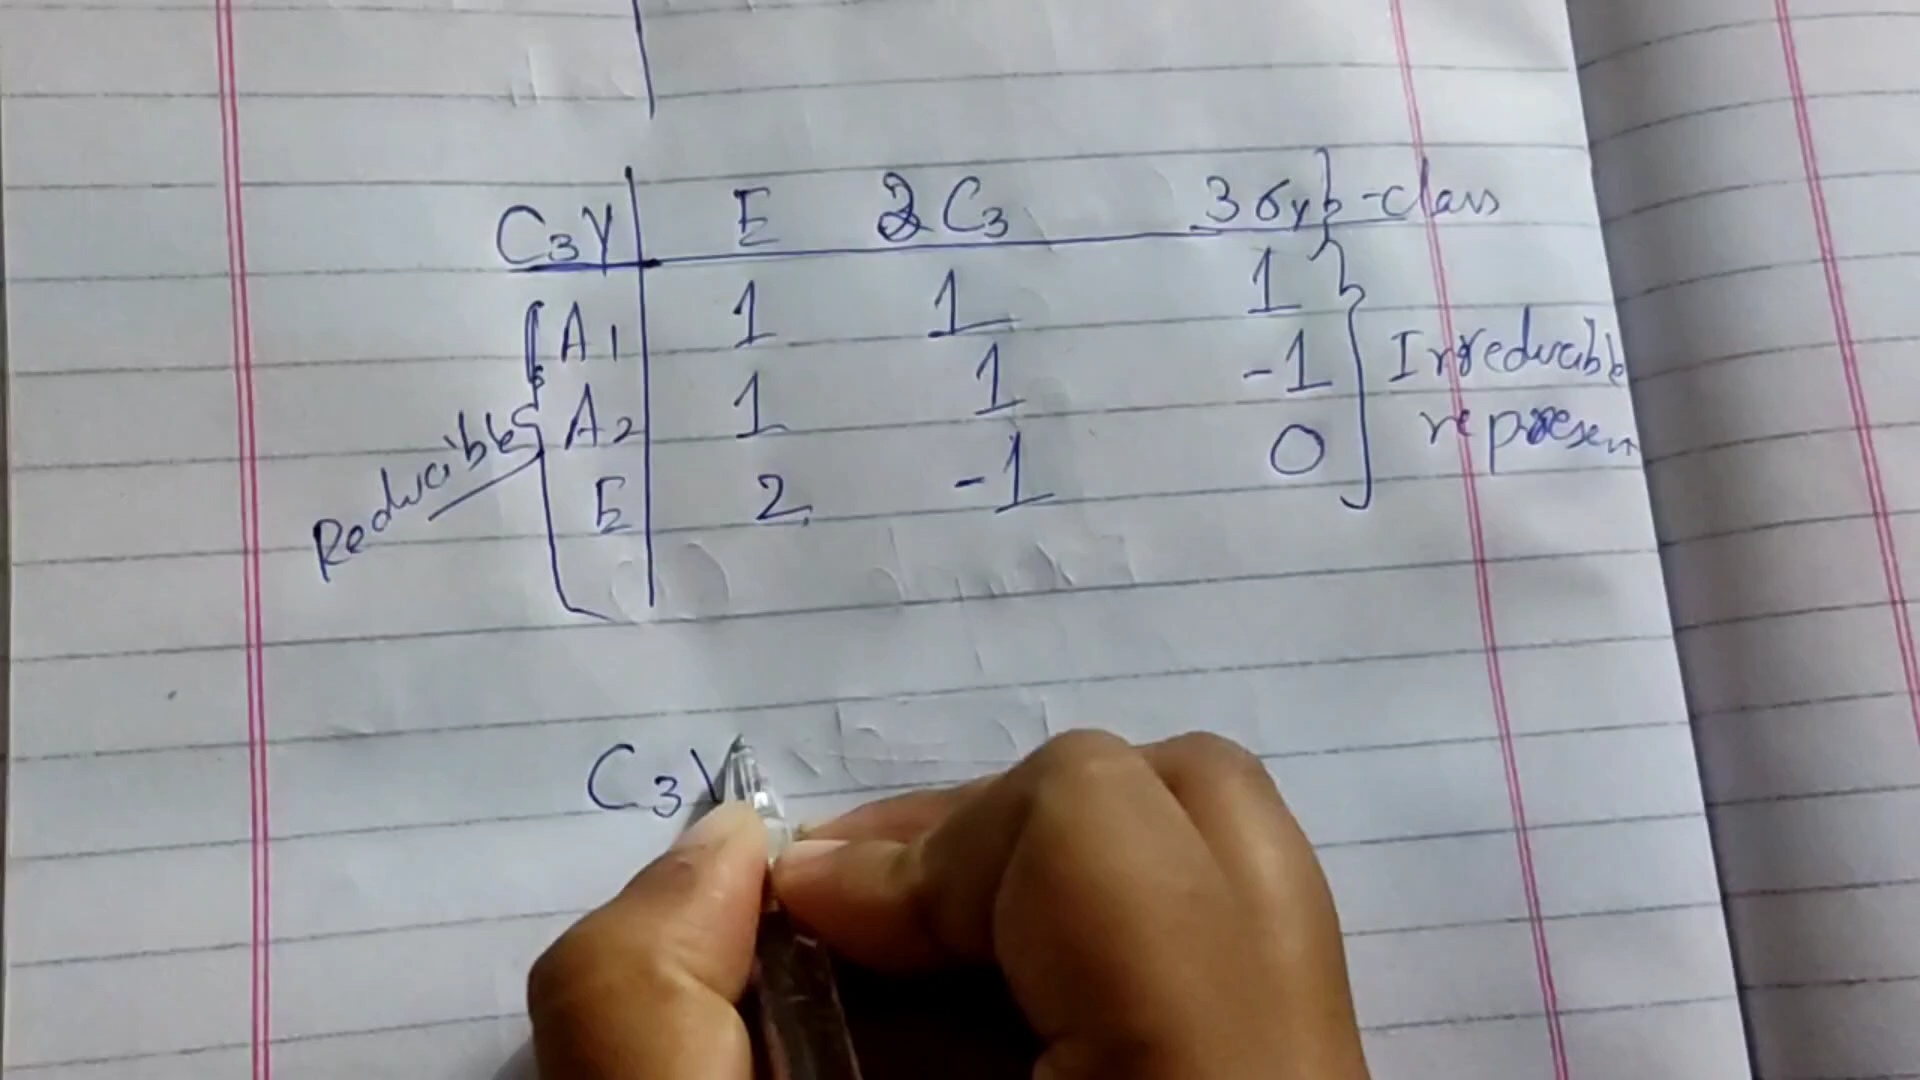 C3V E 2C3 3σv}-class
A1 1 1 1
A2 1 1 -1
E 2 -1 0
Reducible
Irreducible
represen
C3V